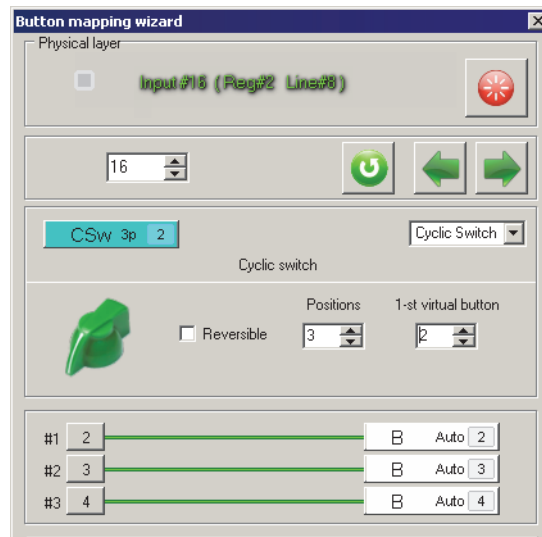 Button mapping wizard
Physical layer
Input #16 (Reg#2 Line#8)
16
CSw 3p 2
Cyclic Switch
Cyclic switch
Positions 1-st virtual button
Reversible 3 2
#1 2 B Auto 2
#2 3 B Auto 3
#3 4 B Auto 4